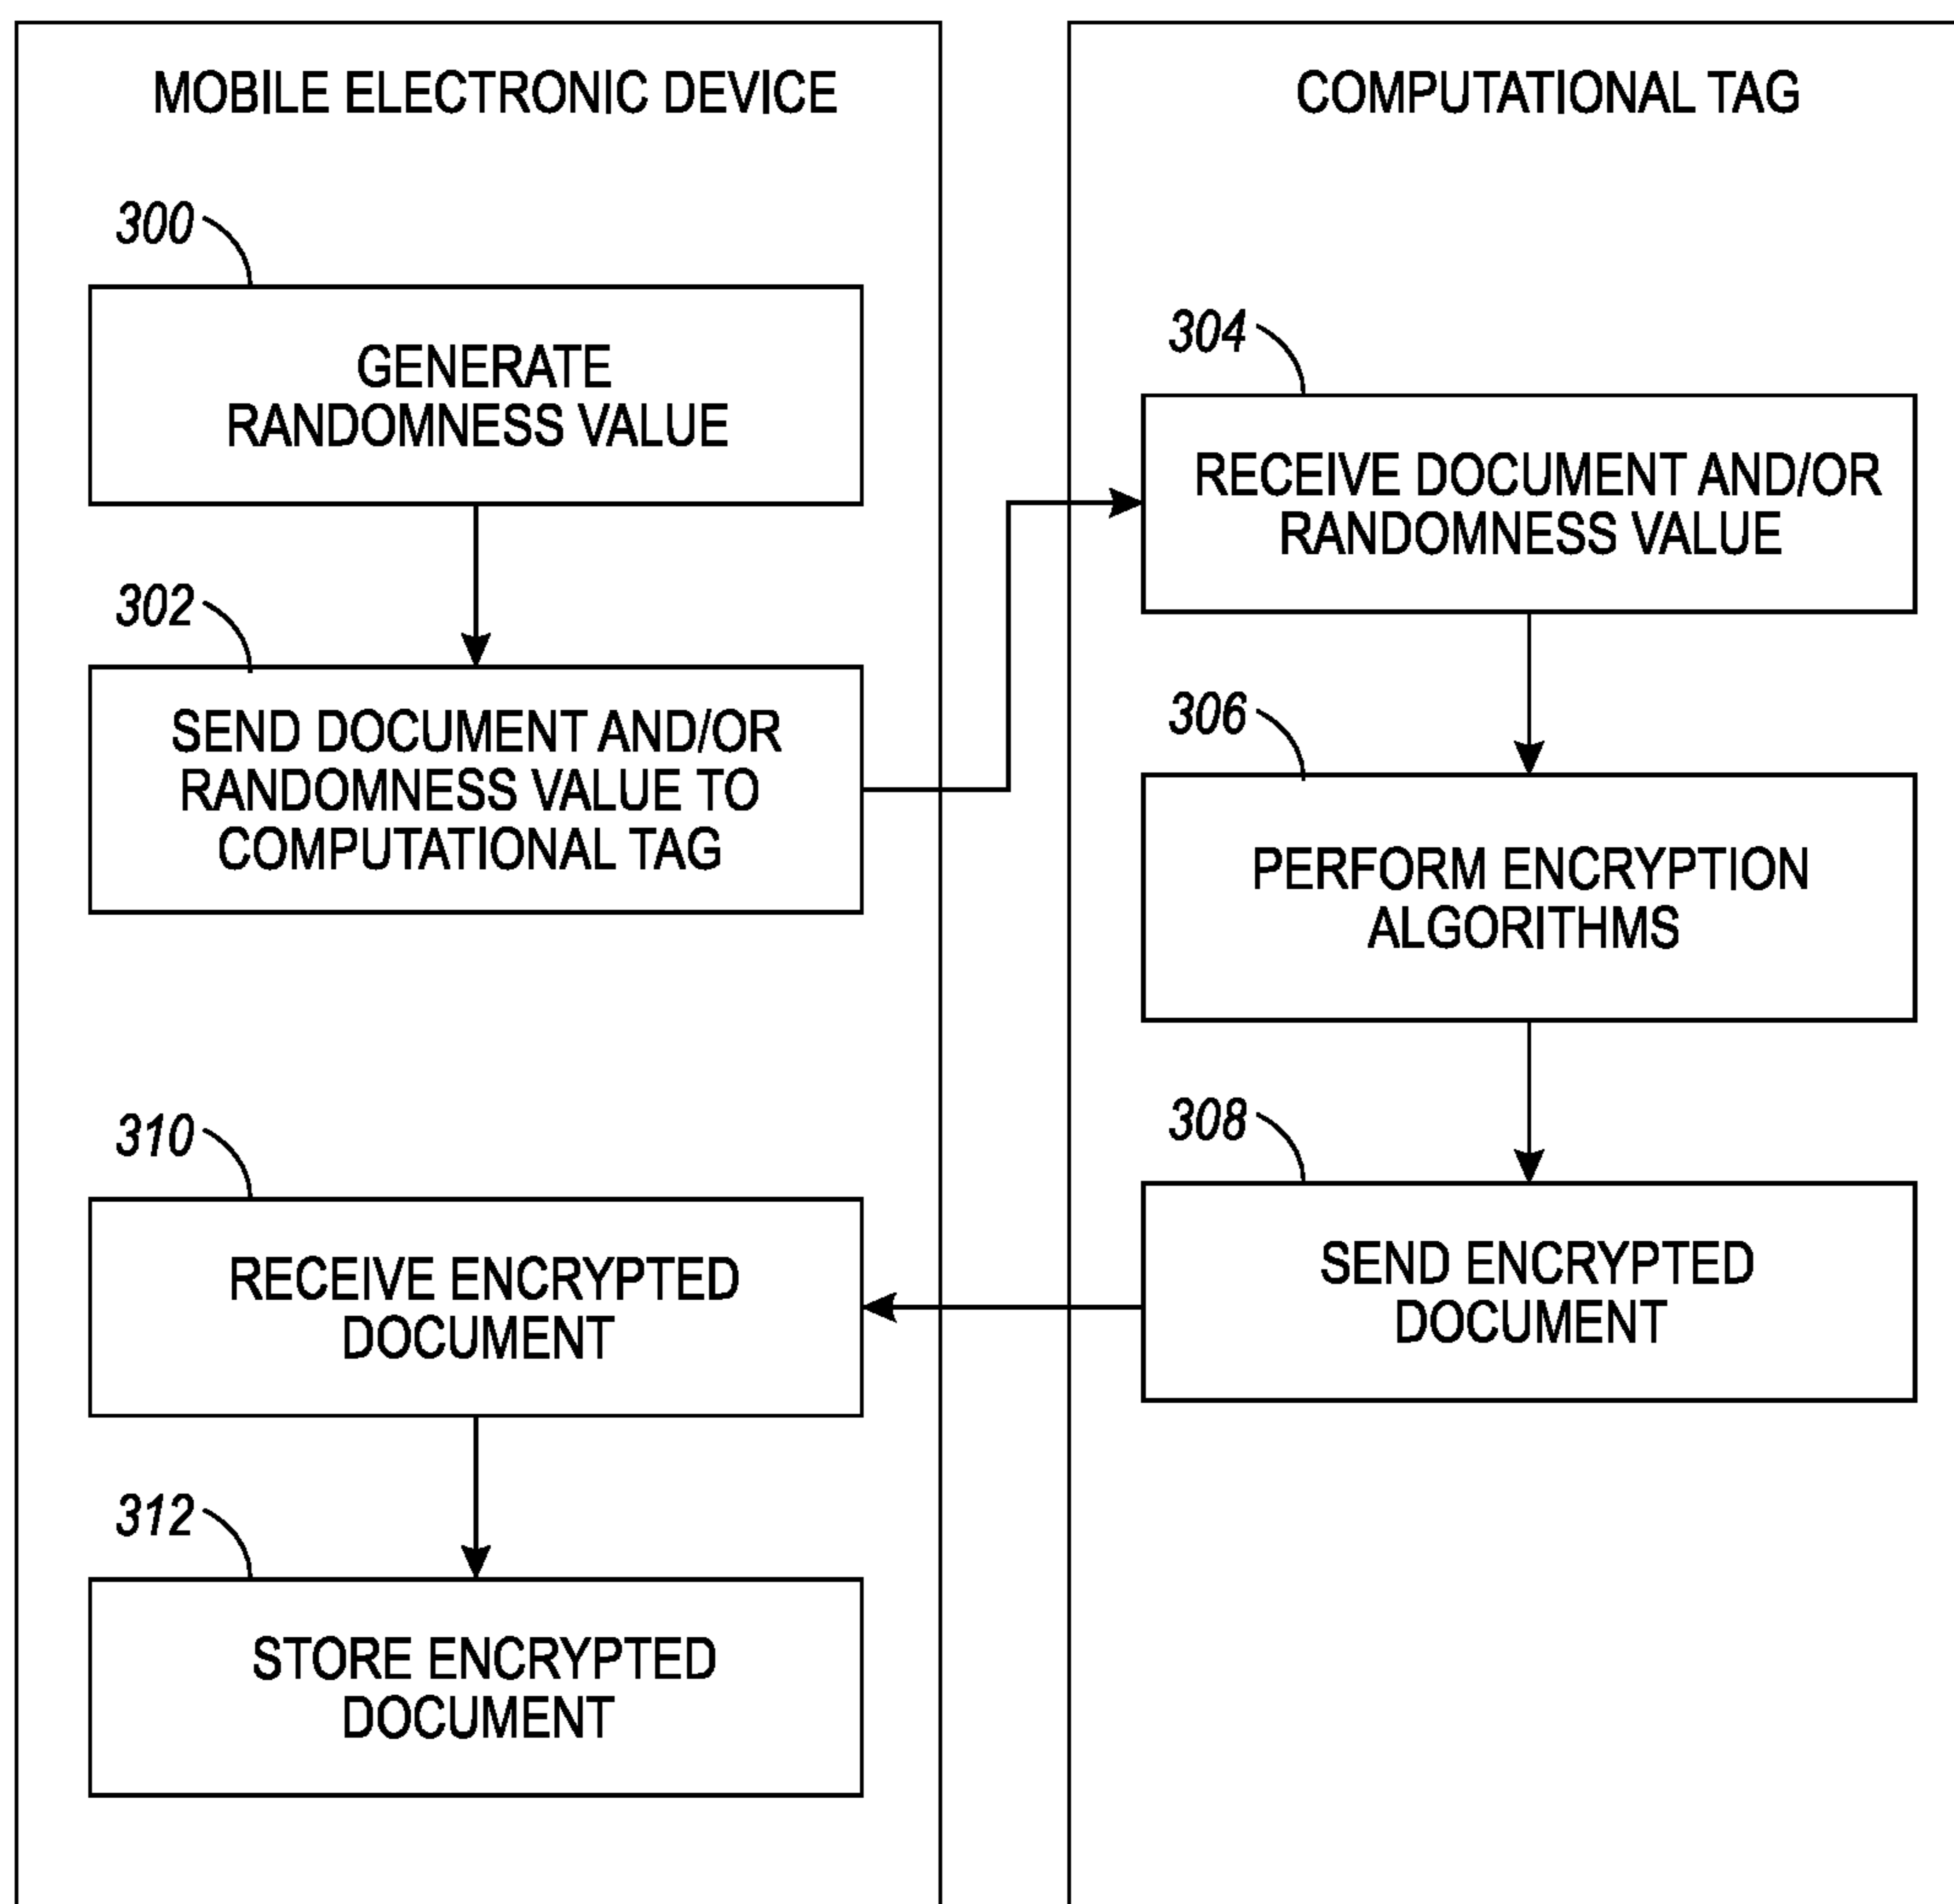 MOBILE ELECTRONIC DEVICE
300
GENERATE
RANDOMNESS VALUE
302
SEND DOCUMENT AND/OR
RANDOMNESS VALUE TO
COMPUTATIONAL TAG
310
RECEIVE ENCRYPTED
DOCUMENT
312
STORE ENCRYPTED
DOCUMENT
COMPUTATIONAL TAG
304
RECEIVE DOCUMENT AND/OR
RANDOMNESS VALUE
306
PERFORM ENCRYPTION
ALGORITHMS
308
SEND ENCRYPTED
DOCUMENT